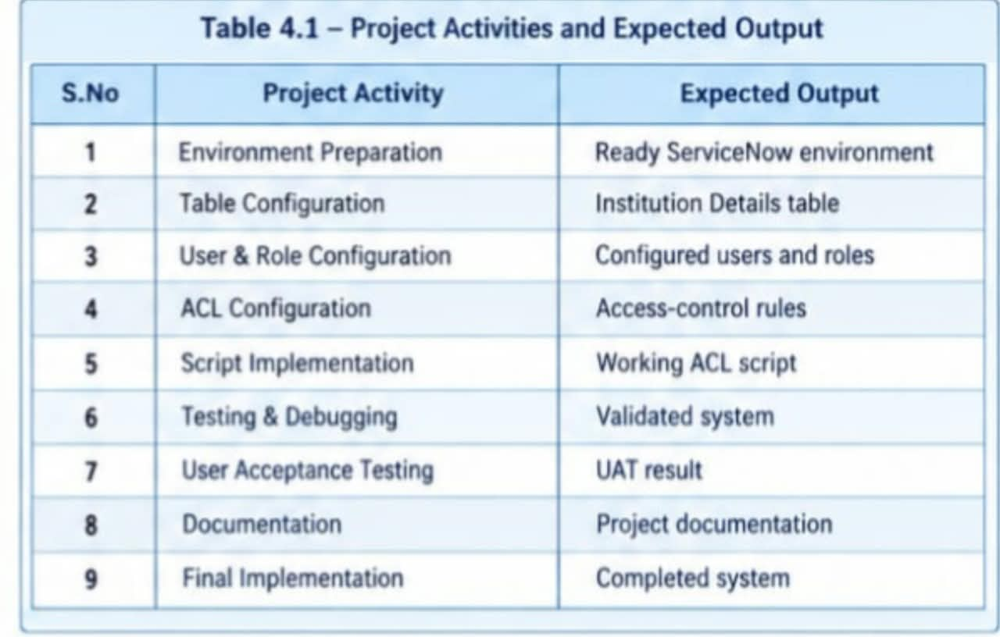 Table 4.1 – Project Activities and Expected Output
S.No Project Activity Expected Output
1 Environment Preparation Ready ServiceNow environment
2 Table Configuration Institution Details table
3 User & Role Configuration Configured users and roles
4 ACL Configuration Access-control rules
5 Script Implementation Working ACL script
6 Testing & Debugging Validated system
7 User Acceptance Testing UAT result
8 Documentation Project documentation
9 Final Implementation Completed system